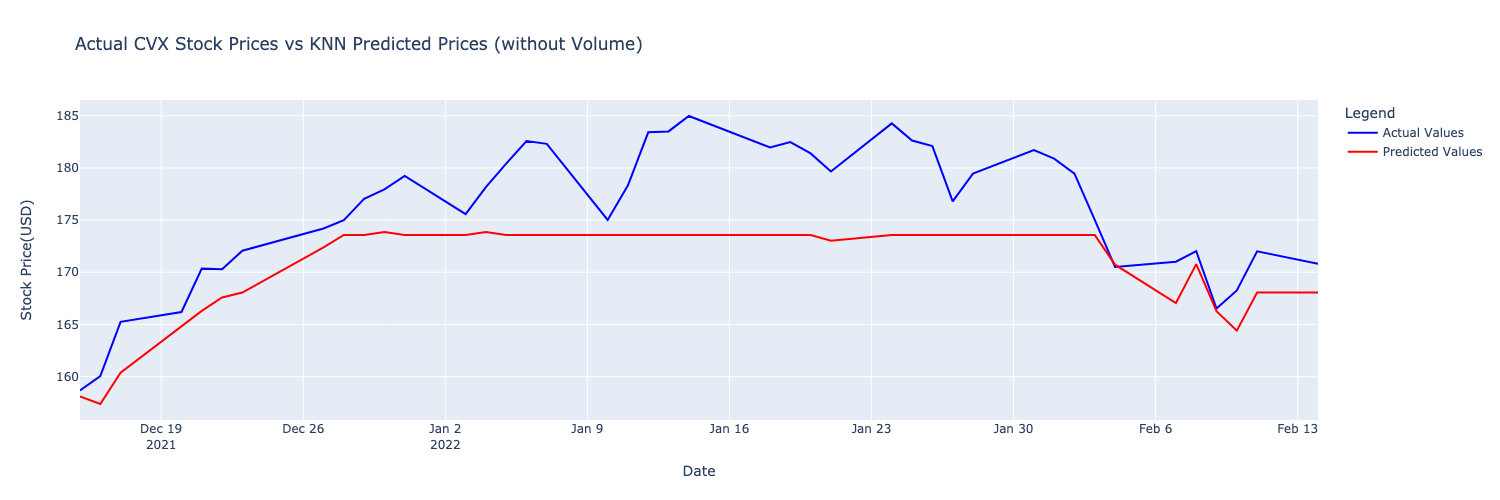 Actual CVX Stock Prices vs KNN Predicted Prices (without Volume)
Legend
Actual Values
Predicted Values
Stock Price(USD)
185
180
175
170
165
160
Dec 19
2021
Dec 26
Jan 2
2022
Jan 9
Jan 16
Jan 23
Jan 30
Feb 6
Feb 13
Date